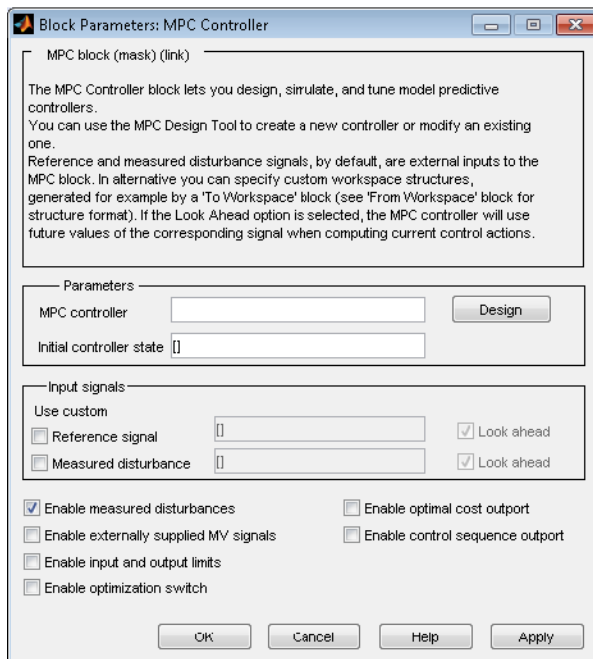 Block Parameters: MPC Controller
MPC block (mask) (link)
The MPC Controller block lets you design, simulate, and tune model predictive
controllers.
You can use the MPC Design Tool to create a new controller or modify an existing
one.
Reference and measured disturbance signals, by default, are external inputs to the
MPC block. In alternative you can specify custom workspace structures,
generated for example by a 'To Workspace' block (see 'From Workspace' block for
structure format). If the Look Ahead option is selected, the MPC controller will use
future values of the corresponding signal when computing current control actions.
Parameters
MPC controller Design
Initial controller state []
Input signals
Use custom
Reference signal [] Look ahead
Measured disturbance [] Look ahead
Enable measured disturbances Enable optimal cost outport
Enable externally supplied MV signals Enable control sequence outport
Enable input and output limits
Enable optimization switch
OK Cancel Help Apply